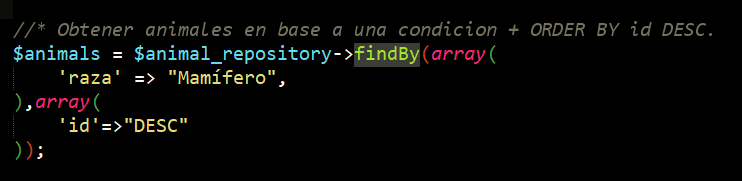 //* Obtener animales en base a una condicion + ORDER BY id DESC.
$animals = $animal_repository->findBy(array(
    'raza' => "Mamífero",
),array(
    'id'=>"DESC"
));